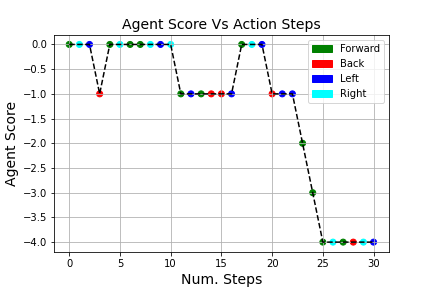 Agent Score Vs Action Steps
Agent Score
0.0
−0.5
−1.0
−1.5
−2.0
−2.5
−3.0
−3.5
−4.0
Forward
Back
Left
Right
0 5 10 15 20 25 30
Num. Steps